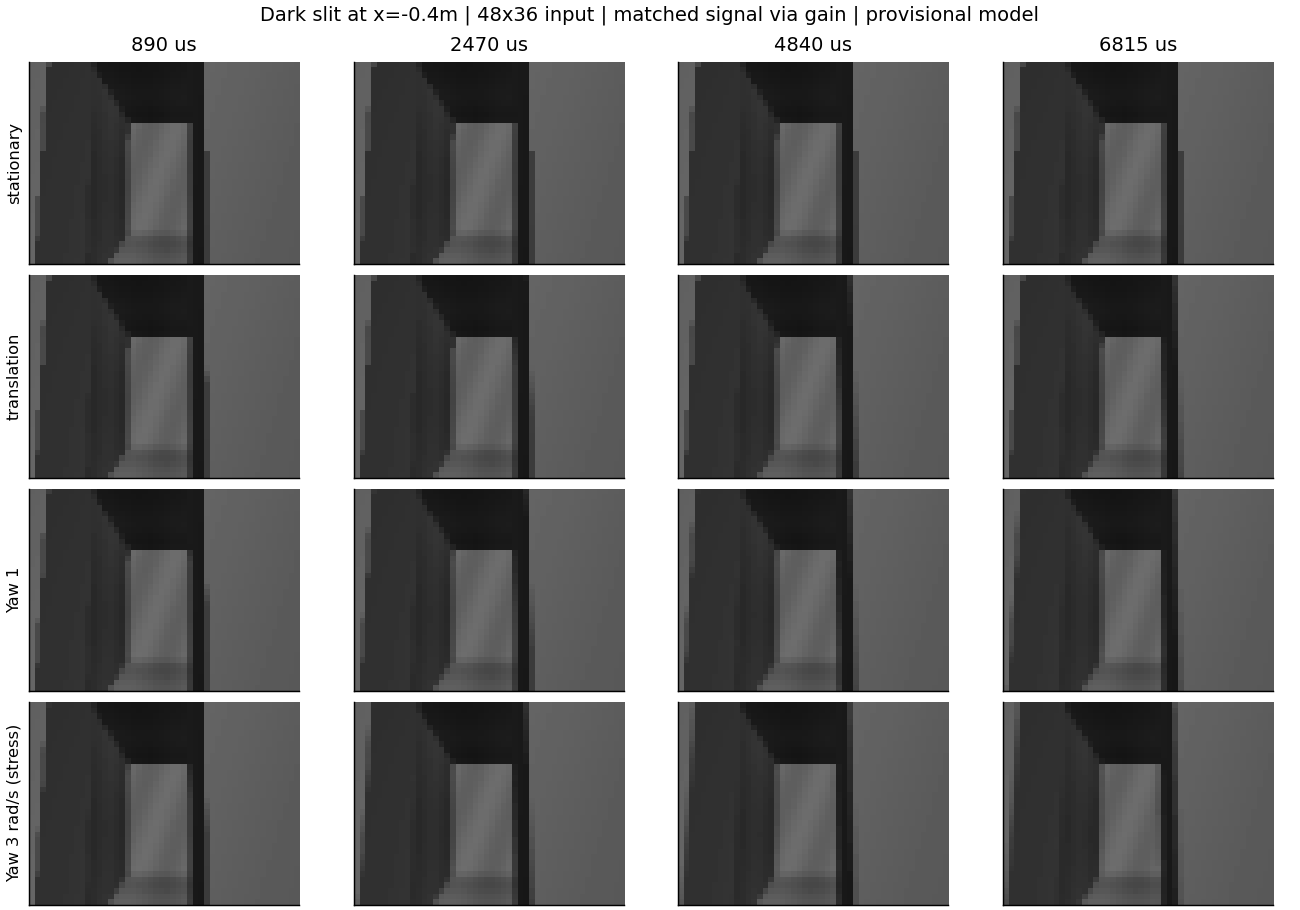 Dark slit at x=-0.4m | 48x36 input | matched signal via gain | provisional model
890 us
2470 us
4840 us
6815 us
stationary
translation
Yaw 1
Yaw 3 rad/s (stress)